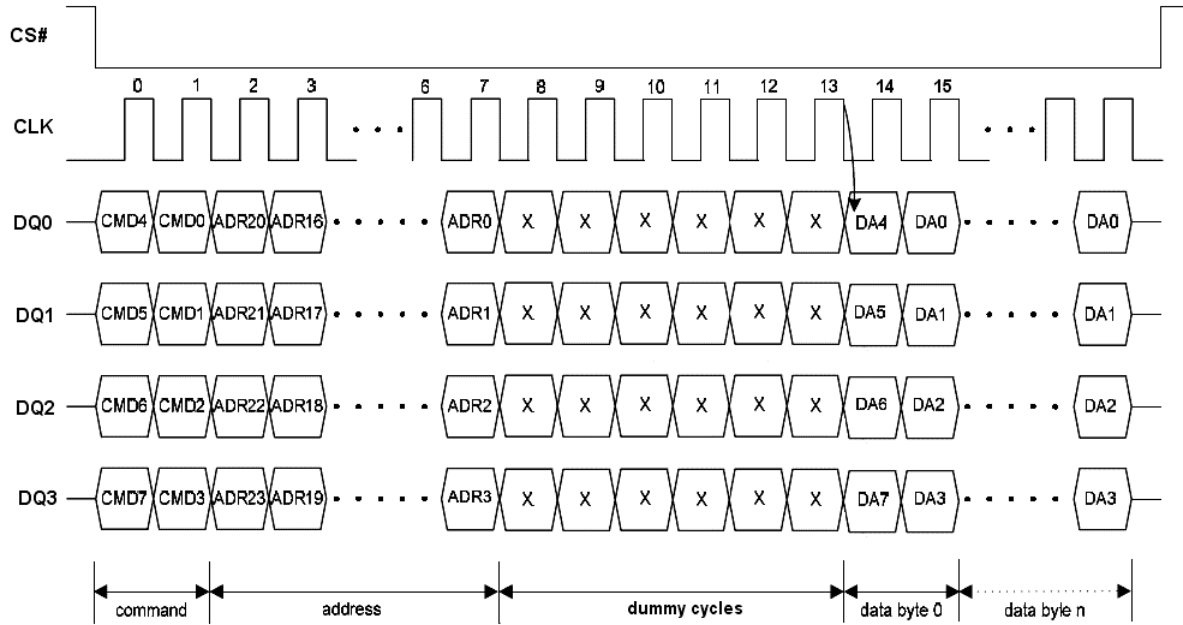 CS#
0 1 2 3 6 7 8 9 10 11 12 13 14 15
CLK
DQ0 CMD4 CMD0 ADR20 ADR16 ADR0 X X X X X X DA4 DA0 DA0
DQ1 CMD5 CMD1 ADR21 ADR17 ADR1 X X X X X X DA5 DA1 DA1
DQ2 CMD6 CMD2 ADR22 ADR18 ADR2 X X X X X X DA6 DA2 DA2
DQ3 CMD7 CMD3 ADR23 ADR19 ADR3 X X X X X X DA7 DA3 DA3
command address dummy cycles data byte 0 data byle n